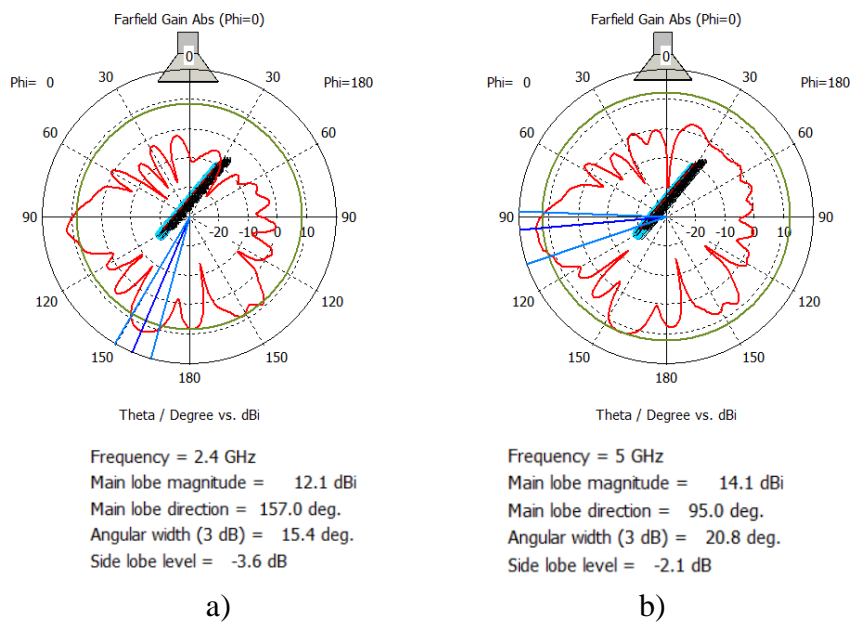 Farfield Gain Abs (Phi=0)
Phi= 0
30
0
30
Phi=180
60
60
90
-20
-10
0
10
90
120
120
150
150
180
Theta / Degree vs. dBi
Frequency = 2.4 GHz
Main lobe magnitude = 12.1 dBi
Main lobe direction = 157.0 deg.
Angular width (3 dB) = 15.4 deg.
Side lobe level = -3.6 dB
a)
Farfield Gain Abs (Phi=0)
Phi= 0
30
0
30
Phi=180
60
60
90
-20
-10
0
10
90
120
120
150
150
180
Theta / Degree vs. dBi
Frequency = 5 GHz
Main lobe magnitude = 14.1 dBi
Main lobe direction = 95.0 deg.
Angular width (3 dB) = 20.8 deg.
Side lobe level = -2.1 dB
b)